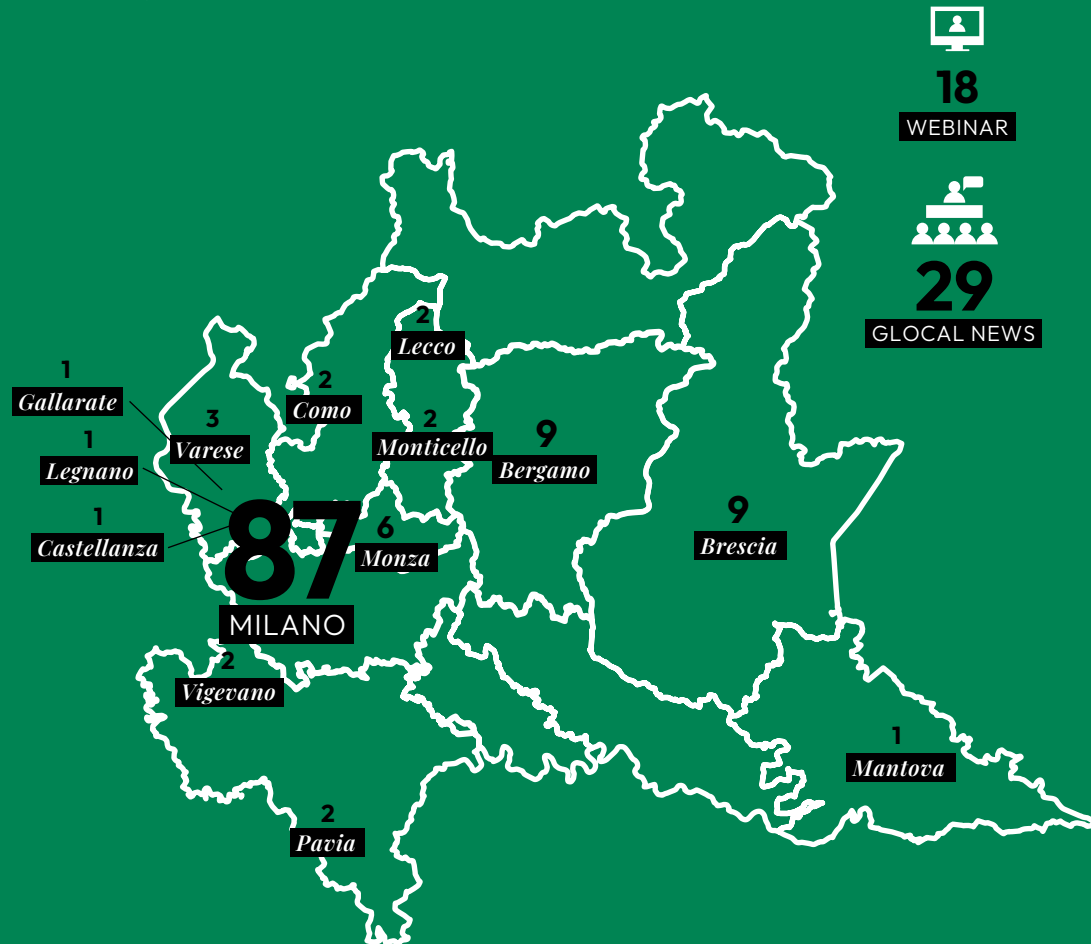 18
WEBINAR
29
GLOCAL NEWS
2
Lecco
1
Gallarate
2
Como
3
Varese
2
Monticello
9
Bergamo
1
Legnano
1
Castellanza
87
MILANO
6
Monza
9
Brescia
2
Vigevano
1
Mantova
2
Pavia